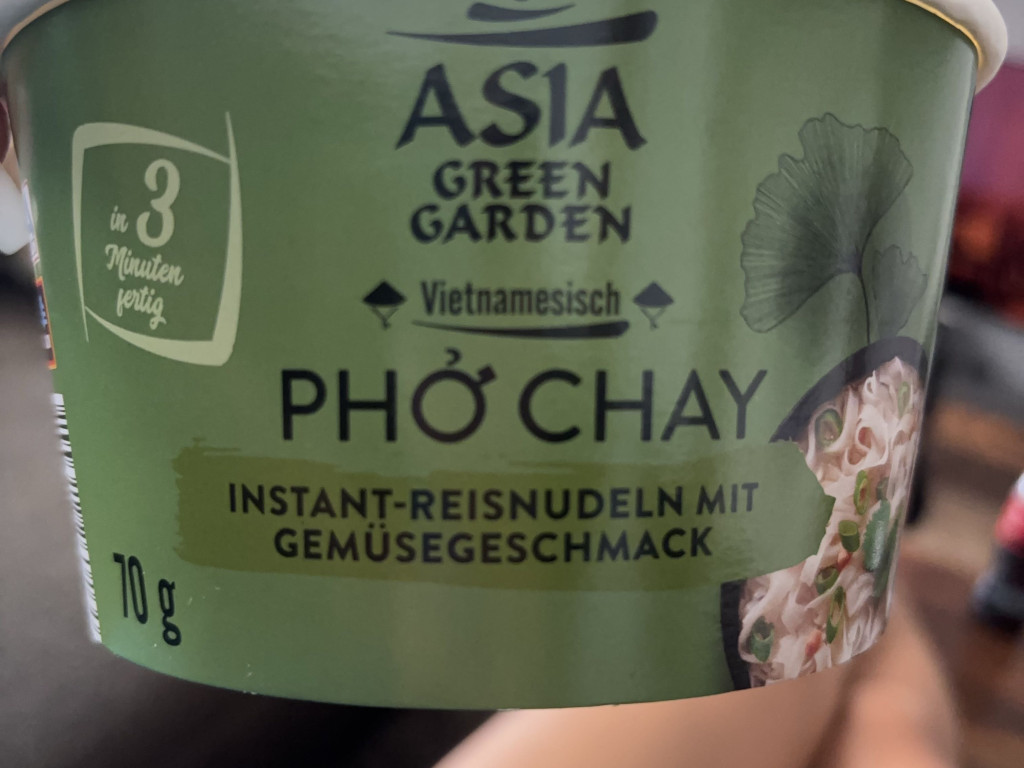 ASIA
GREEN
GARDEN
Vietnamesisch
PHỞ CHAY
INSTANT-REISNUDELN MIT
GEMÜSEGESCHMACK
in 3
Minuten
fertig
70 g